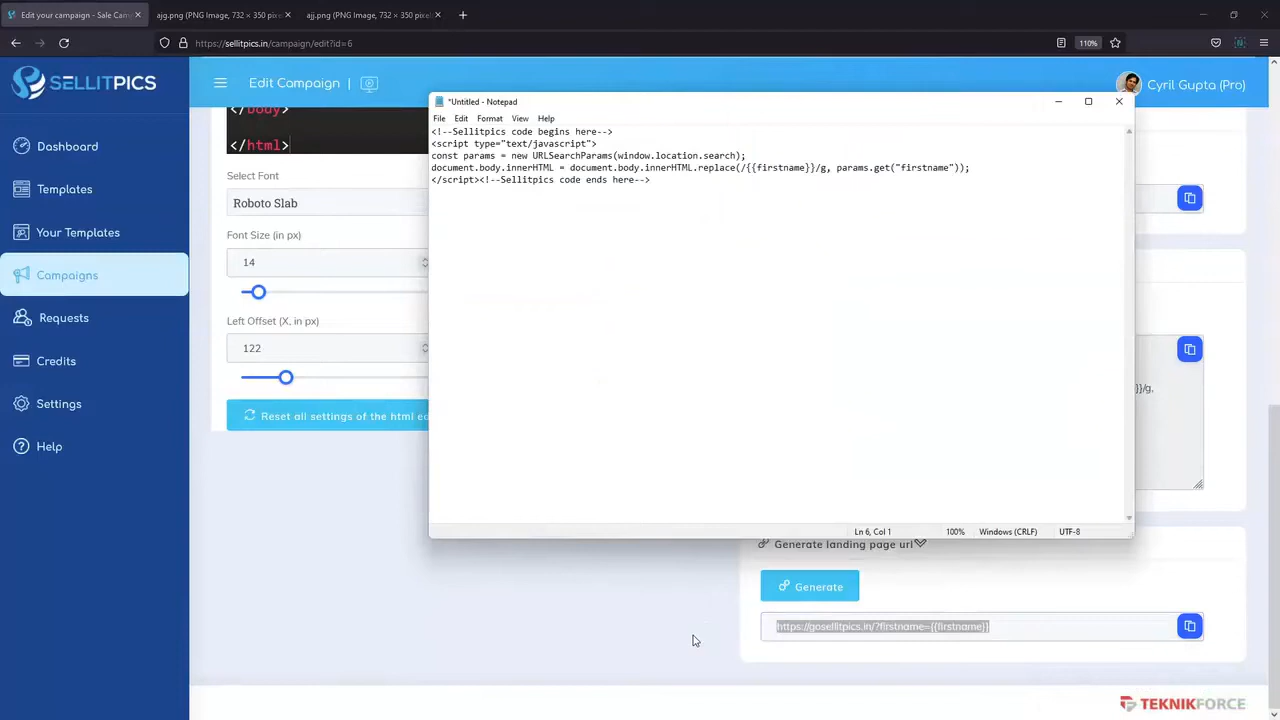 Edit your campaign - Sale Cam
ajg.png (PNG Image, 732 × 350 pixel
ajj.png (PNG Image, 732 × 350 pixels
https://sellitpics.in/campaign/edit?id=6
110%
SELLITPICS
Edit Campaign |
Cyril Gupta (Pro)
Dashboard
Templates
Your Templates
Campaigns
Requests
Credits
Settings
Help
</body>
</html>
Select Font
Roboto Slab
Font Size (in px)
14
Left Offset (X, in px)
122
Reset all settings of the html ed
*Untitled - Notepad
File Edit Format View Help
<!--Sellitpics code begins here-->
<script type="text/javascript">
const params = new URLSearchParams(window.location.search);
document.body.innerHTML = document.body.innerHTML.replace(/{{firstname}}/g, params.get("firstname"));
</script><!--Sellitpics code ends here-->
Ln 6, Col 1
100%
Windows (CRLF)
UTF-8
}}/g,
Generate landing page url
Generate
https://gosellitpics.in/?firstname={{firstname}}
TEKNIKFORCE